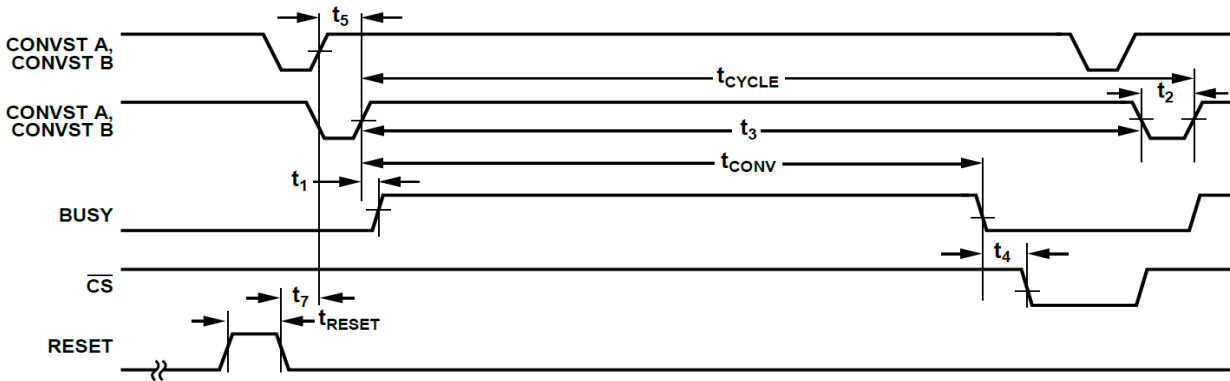 t5
CONVST A,
CONVST B
tCYCLE
t2
CONVST A,
CONVST B
t3
tCONV
t1
BUSY
t4
CS
t7
tRESET
RESET